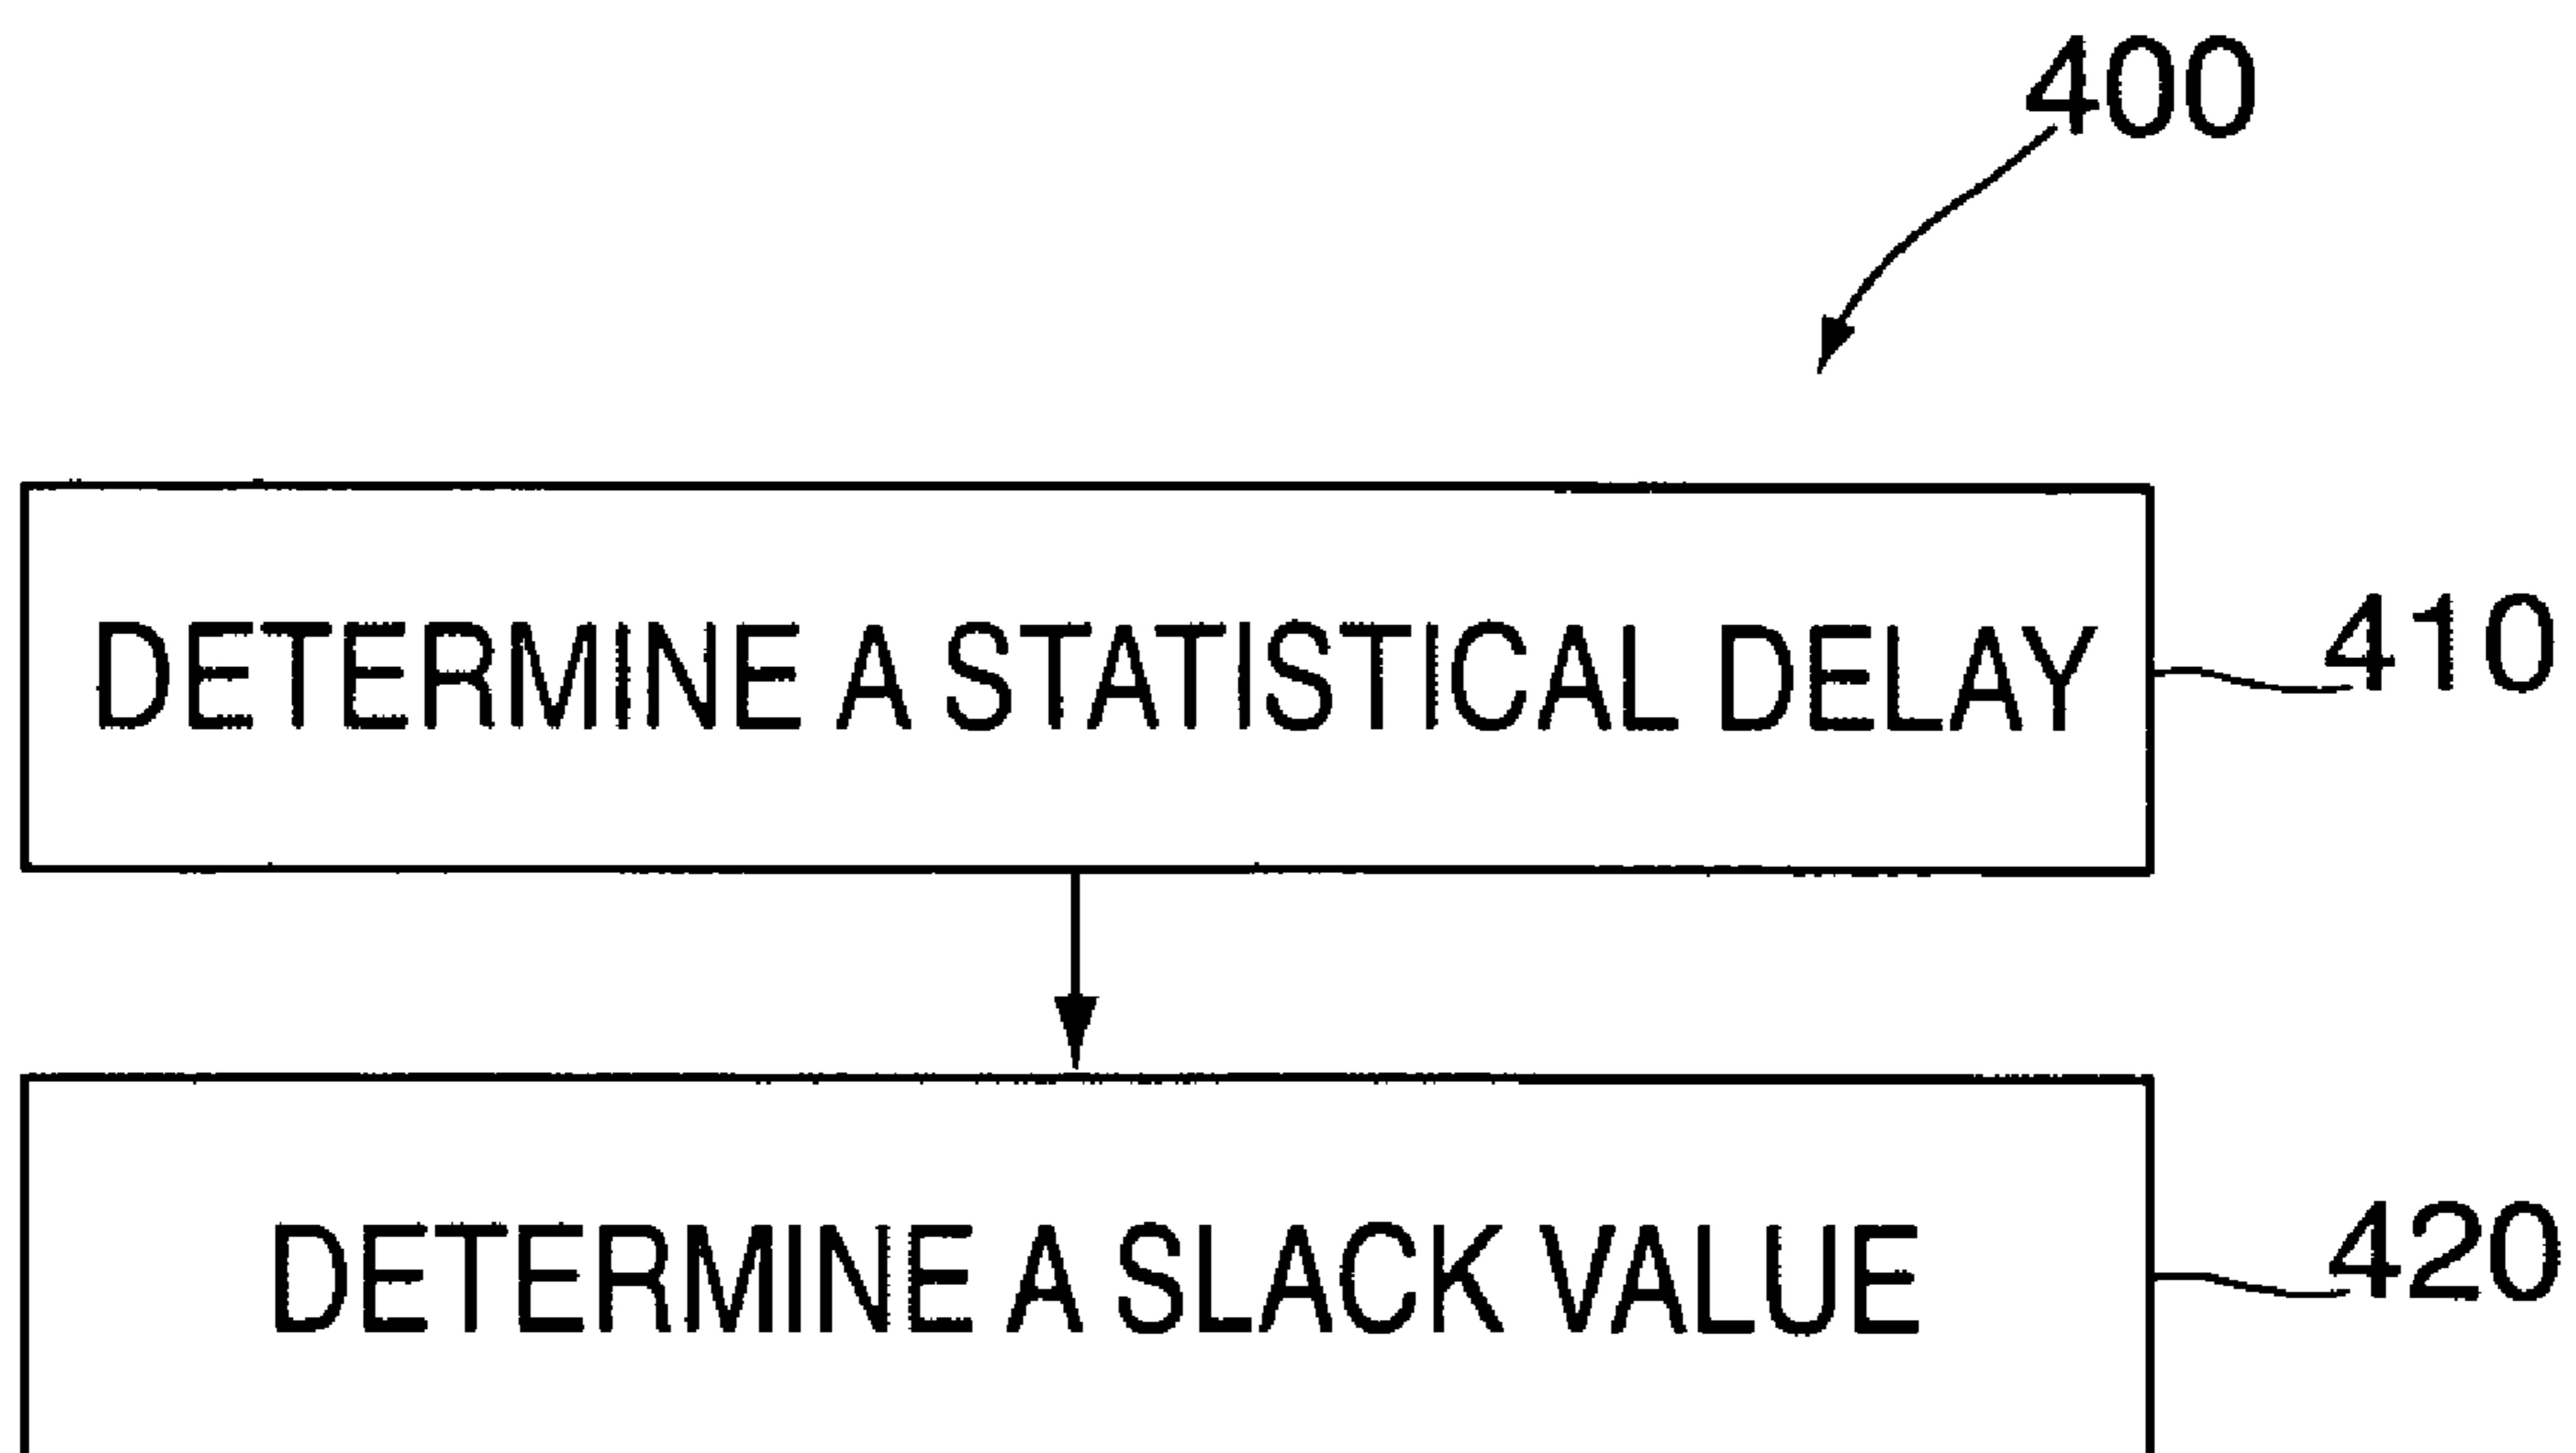 400
DETERMINE A STATISTICAL DELAY
410
DETERMINE A SLACK VALUE
420